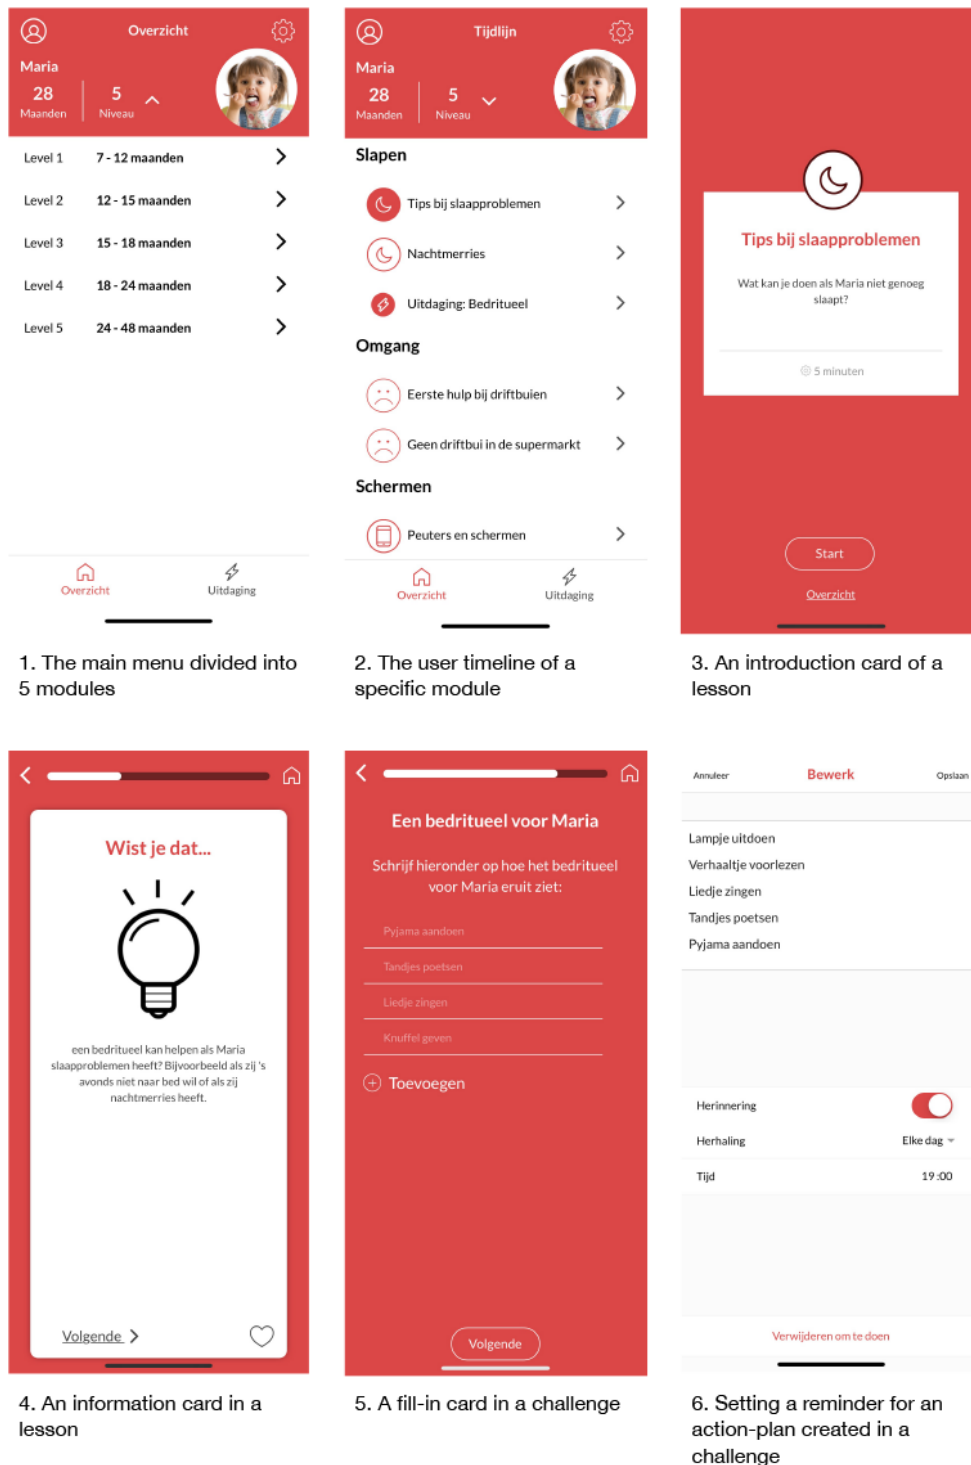 Overzicht
Maria
28
5
Maanden
Niveau
Level 1 7 - 12 maanden
Level 2 12 - 15 maanden
Level 3 15 - 18 maanden
Level 4 18 - 24 maanden
Level 5 24 - 48 maanden
Overzicht
Uitdaging
1. The main menu divided into
5 modules
Tijdlijn
Maria
28
5
Maanden
Niveau
Slapen
Tips bij slaapproblemen
Nachtmerries
Uitdaging: Bedritueel
Omgang
Eerste hulp bij driftbuien
Geen driftbui in de supermarkt
Schermen
Peuters en schermen
Overzicht
Uitdaging
2. The user timeline of a
specific module
Tips bij slaapproblemen
Wat kan je doen als Maria niet genoeg
slaapt?
5 minuten
Start
Overzicht
3. An introduction card of a
lesson
Wist je dat...
een bedritueel kan helpen als Maria
slaapproblemen heeft? Bijvoorbeeld als zij 's
avonds niet naar bed wil of als zij
nachtmerries heeft.
Volgende
4. An information card in a
lesson
Een bedritueel voor Maria
Schrijf hieronder op hoe het bedritueel
voor Maria eruit ziet:
Pyjama aandoen
Tandjes poetsen
Liedje zingen
Knuffel geven
Toevoegen
Volgende
5. A fill-in card in a challenge
Annuleer Bewerk Opslaan
Lampje uitdoen
Verhaaltje voorlezen
Liedje zingen
Tandjes poetsen
Pyjama aandoen
Herinnering
Herhaling Elke dag
Tijd 19:00
Verwijderen om te doen
6. Setting a reminder for an
action-plan created in a
challenge